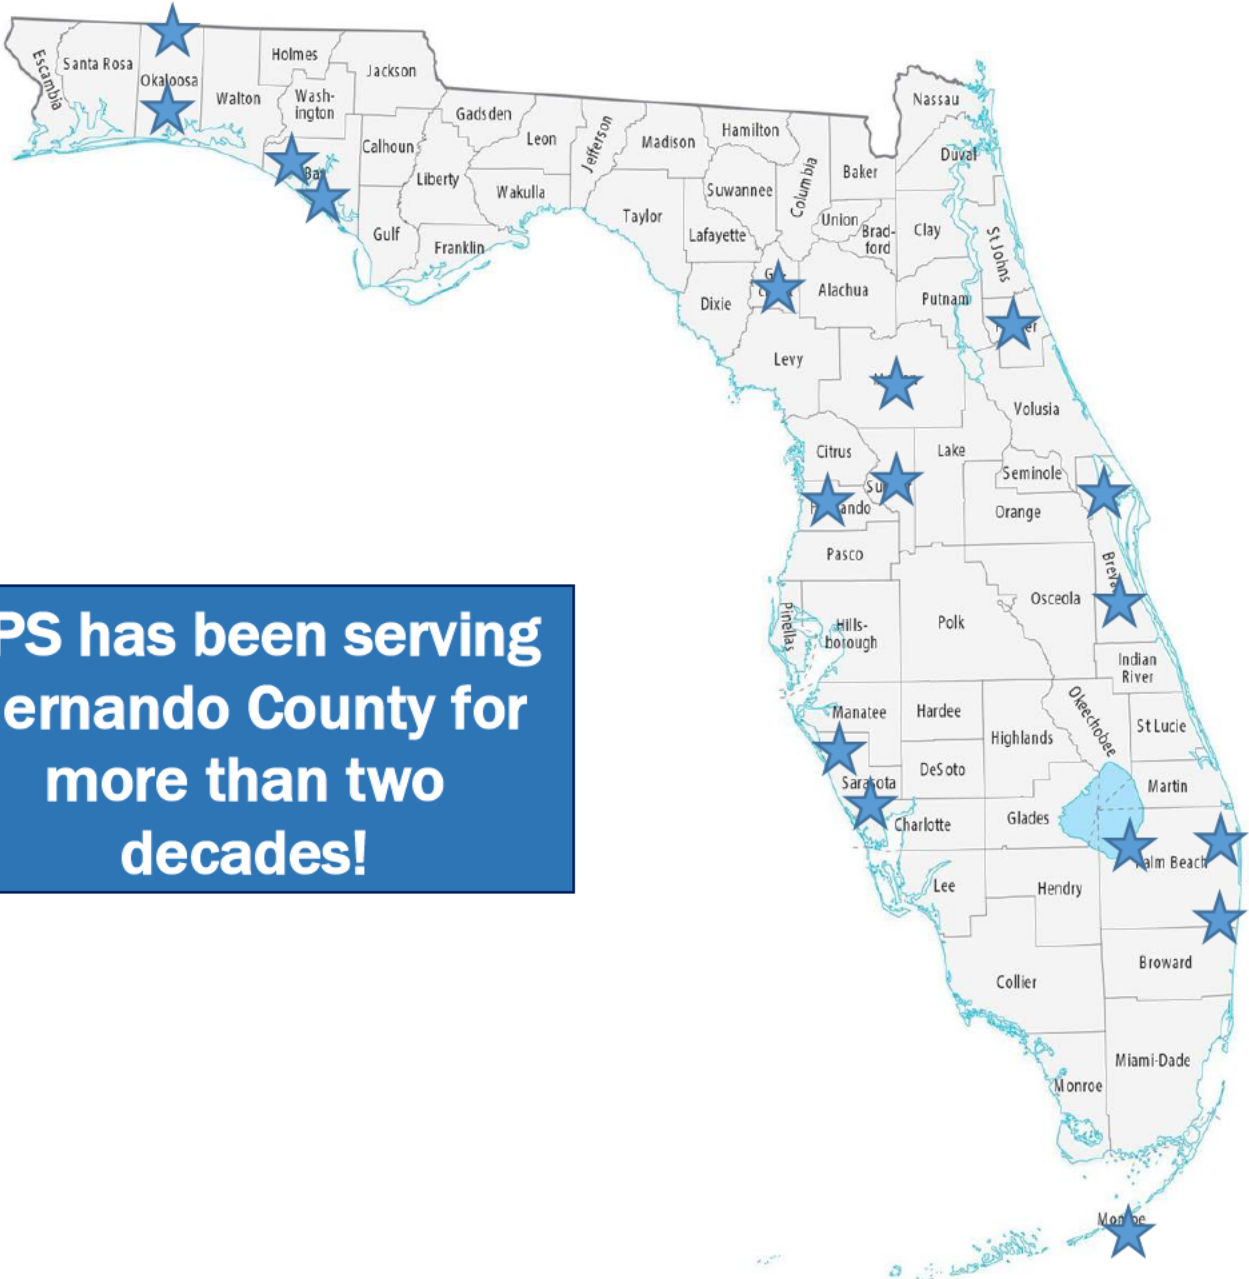 Escambia
Santa Rosa
Okaloosa
Walton
Holmes
Wash-
ington
Jackson
Calhoun
Gulf
Liberty
Gadsden
Franklin
Leon
Wakulla
Jefferson
Madison
Taylor
Hamilton
Suwannee
Lafayette
Dixie
Columbia
Baker
Union
Brad-
ford
Nassau
Duval
Clay
St Johns
Alachua
Putnam
Levy
Volusia
Citrus
Lake
Seminole
Orange
Pasco
Pinellas
Hills-
borough
Polk
Osceola
Indian
River
Manatee
Hardee
Highlands
Okeechobee
St Lucie
Sarasota
DeSoto
Martin
Charlotte
Glades
Palm Beach
Lee
Hendry
Broward
Collier
Miami-Dade
Monroe
Monroe
PS has been serving
ernando County for
more than two
decades!